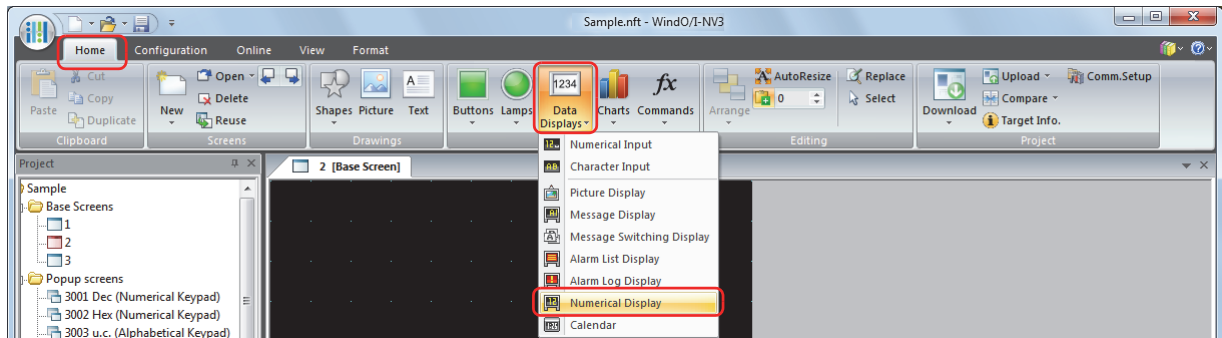 Sample.nft - WindO/I-NV3
Home Configuration Online View Format
Cut
Copy
Duplicate
Paste
Clipboard
New
Open
Delete
Reuse
Screens
Shapes Picture Text
Drawings
Buttons Lamps
1234
Data
Displays
Charts
fx
Commands
Arrange
AutoResize
0
Replace
Select
Editing
Download
Upload
Compare
Target Info.
Comm.Setup
Project
Project
Sample
Base Screens
1
2
3
Popup screens
3001 Dec (Numerical Keypad)
3002 Hex (Numerical Keypad)
3003 u.c. (Alphabetical Keypad)
2 [Base Screen]
Numerical Input
Character Input
Picture Display
Message Display
Message Switching Display
Alarm List Display
Alarm Log Display
Numerical Display
Calendar